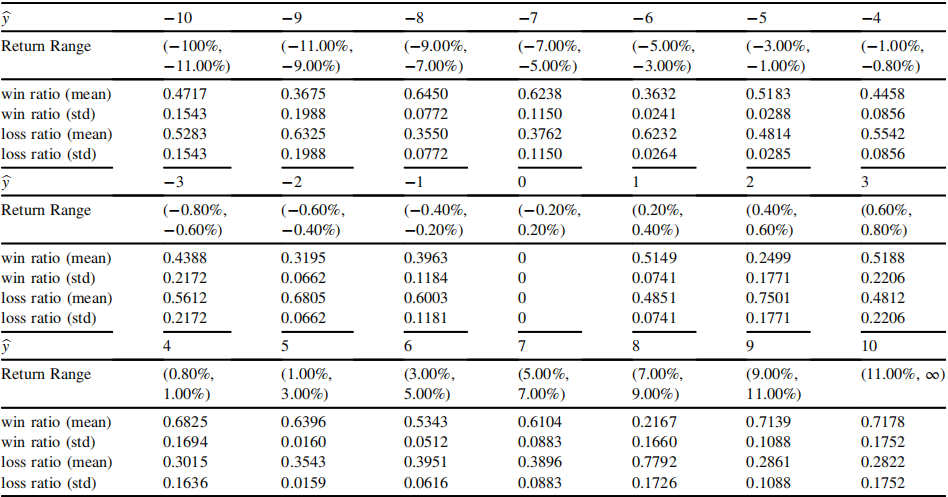 ŷ −10 −9 −8 −7 −6 −5 −4
Return Range (−100%, (−11.00%, (−9.00%, (−7.00%, (−5.00%, (−3.00%, (−1.00%,
−11.00%) −9.00%) −7.00%) −5.00%) −3.00%) −1.00%) −0.80%)
win ratio (mean) 0.4717 0.3675 0.6450 0.6238 0.3632 0.5183 0.4458
win ratio (std) 0.1543 0.1988 0.0772 0.1150 0.0241 0.0288 0.0856
loss ratio (mean) 0.5283 0.6325 0.3550 0.3762 0.6232 0.4814 0.5542
loss ratio (std) 0.1543 0.1988 0.0772 0.1150 0.0264 0.0285 0.0856
ŷ −3 −2 −1 0 1 2 3
Return Range (−0.80%, (−0.60%, (−0.40%, (−0.20%, (0.20%, (0.40%, (0.60%,
−0.60%) −0.40%) −0.20%) 0.20%) 0.40%) 0.60%) 0.80%)
win ratio (mean) 0.4388 0.3195 0.3963 0 0.5149 0.2499 0.5188
win ratio (std) 0.2172 0.0662 0.1184 0 0.0741 0.1771 0.2206
loss ratio (mean) 0.5612 0.6805 0.6003 0 0.4851 0.7501 0.4812
loss ratio (std) 0.2172 0.0662 0.1181 0 0.0741 0.1771 0.2206
ŷ 4 5 6 7 8 9 10
Return Range (0.80%, (1.00%, (3.00%, (5.00%, (7.00%, (9.00%, (11.00%, ∞)
1.00%) 3.00%) 5.00%) 7.00%) 9.00%) 11.00%)
win ratio (mean) 0.6825 0.6396 0.5343 0.6104 0.2167 0.7139 0.7178
win ratio (std) 0.1694 0.0160 0.0512 0.0883 0.1660 0.1088 0.1752
loss ratio (mean) 0.3015 0.3543 0.3951 0.3896 0.7792 0.2861 0.2822
loss ratio (std) 0.1636 0.0159 0.0616 0.0883 0.1726 0.1088 0.1752